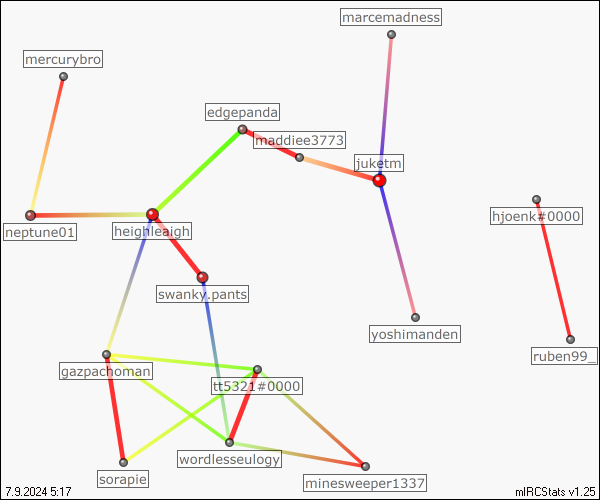 marcemadness
mercurybro
edgepanda
maddiee3773
juketm
hjoenk#0000
neptune01
heighleaigh
swanky.pants
yoshimanden
ruben99_
gazpachoman
tt5321#0000
wordlesseulogy
sorapie
minesweeper1337
7.9.2024 5:17
mIRCStats v1.25